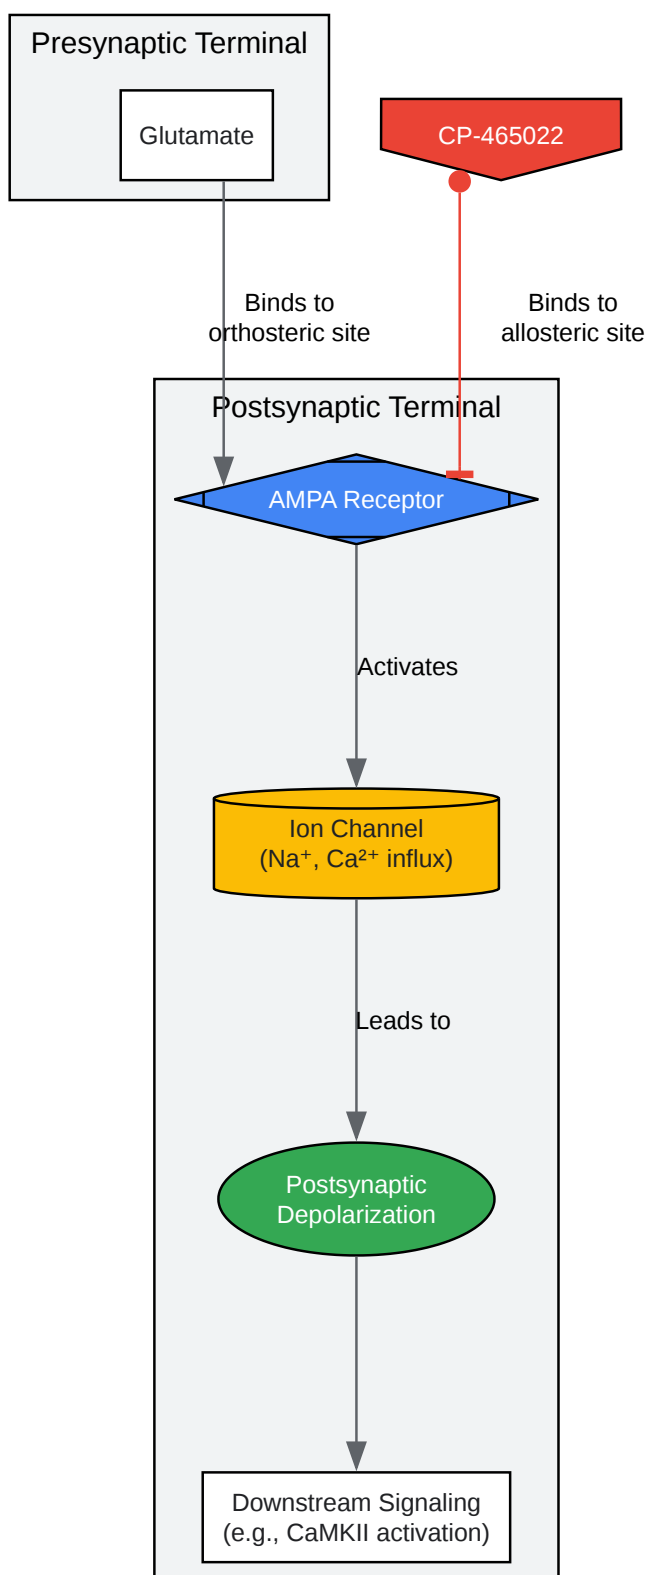 Presynaptic Terminal
Glutamate
CP-465022
Binds to
orthosteric site
Binds to
allosteric site
Postsynaptic Terminal
AMPA Receptor
Activates
Ion Channel
(Na⁺, Ca²⁺ influx)
Leads to
Postsynaptic
Depolarization
Downstream Signaling
(e.g., CaMKII activation)